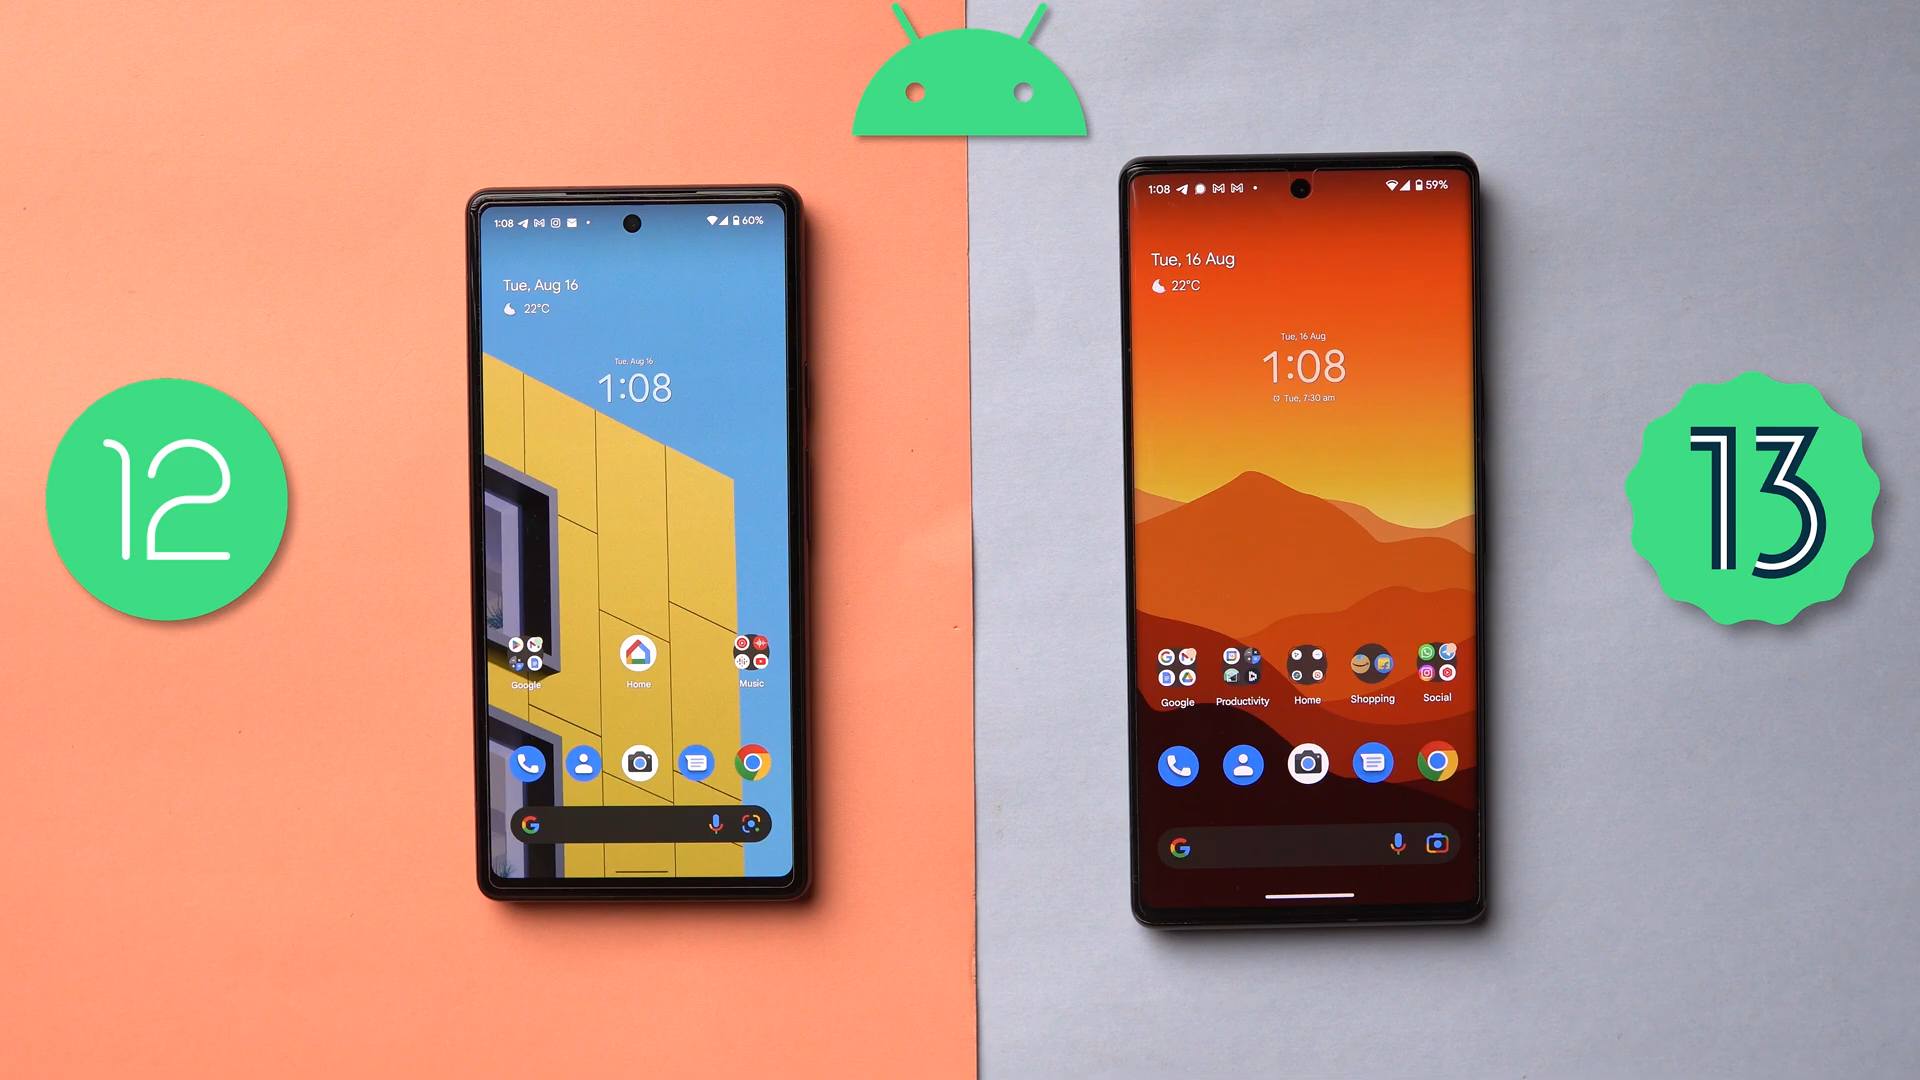 12
1:08
60%
Tue, Aug 16
22°C
Tue, Aug 16
1:08
Google
Home
Music
1:08
59%
Tue, 16 Aug
22°C
Tue, 16 Aug
1:08
Tue, 7:30 am
Google
Productivity
Home
Shopping
Social
13